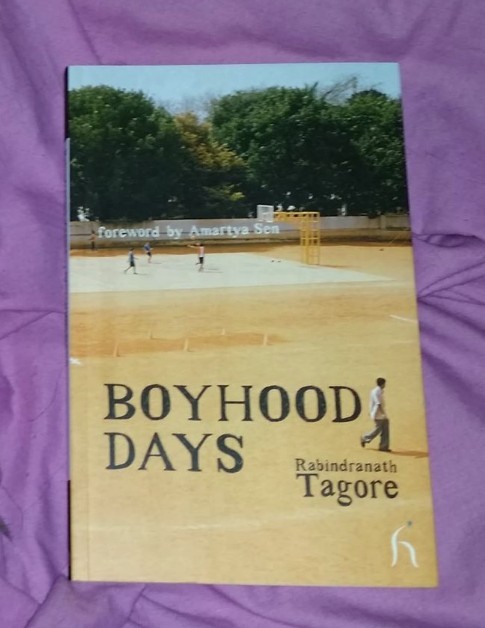 foreword by Amartya Sen
BOYHOOD
DAYS
Rabindranath
Tagore